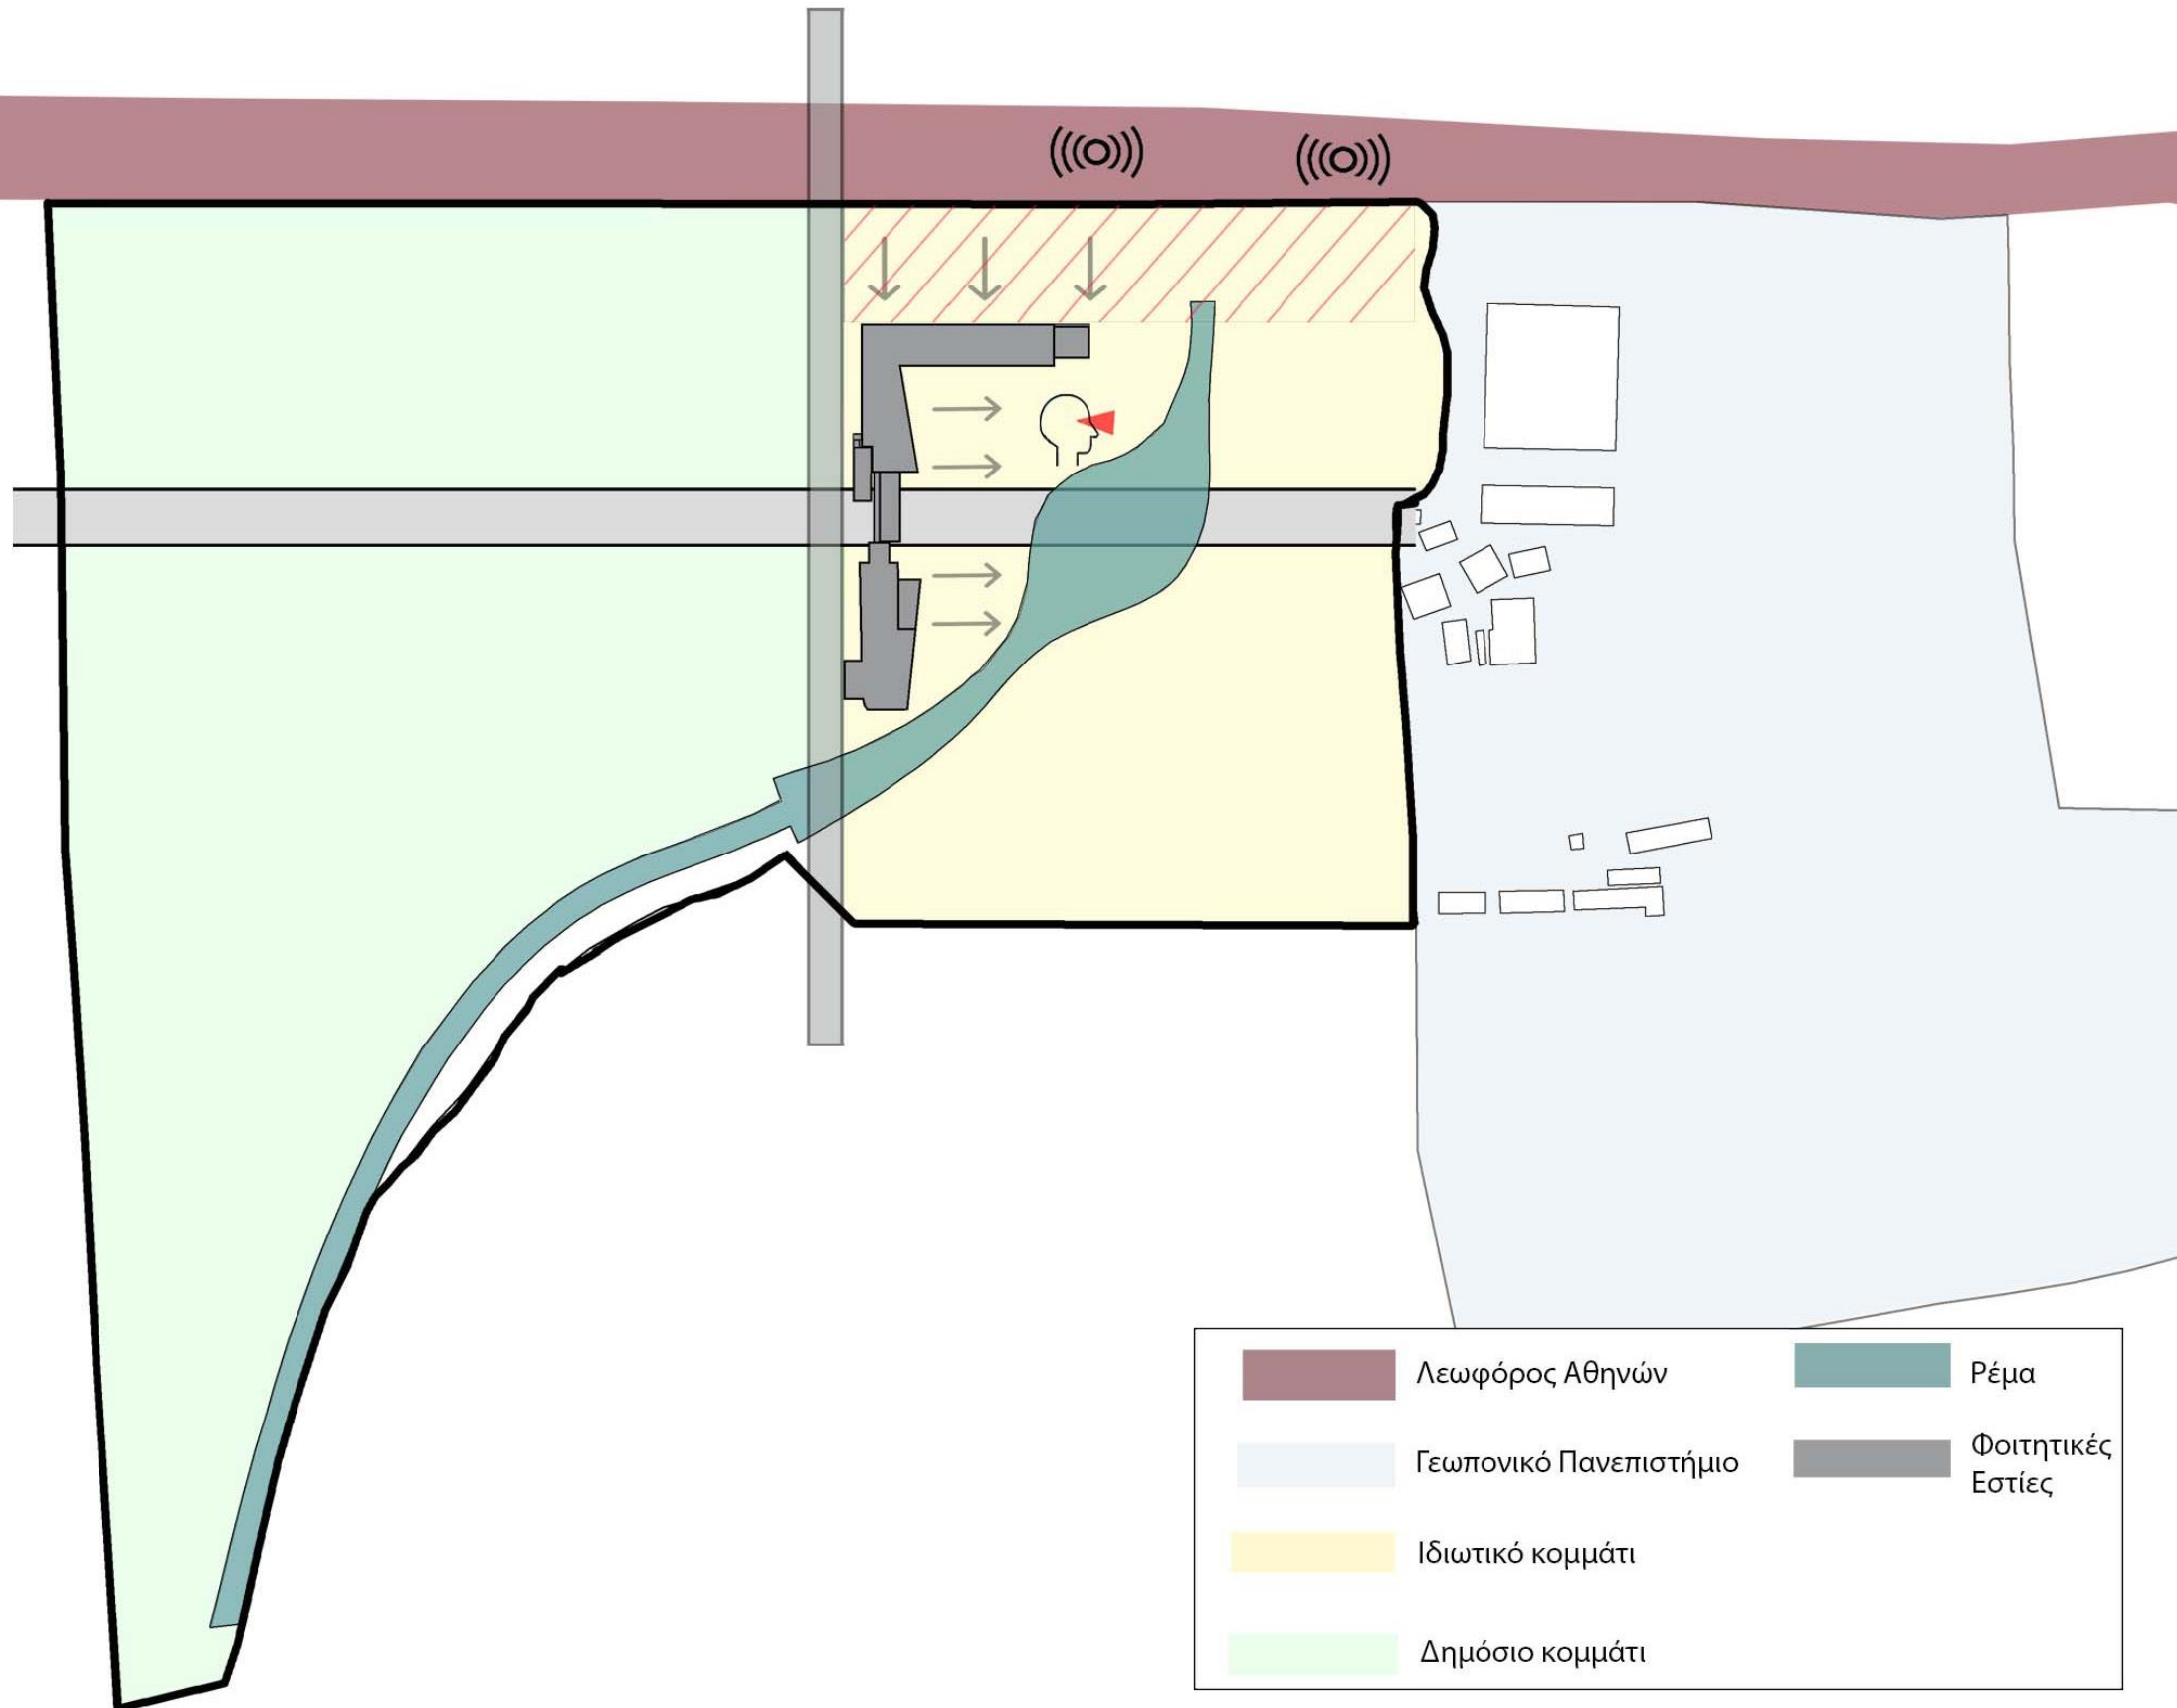 Λεωφόρος Αθηνών
Ρέμα
Γεωπονικό Πανεπιστήμιο
Φοιτητικές
Εστίες
Ιδιωτικό κομμάτι
Δημόσιο κομμάτι